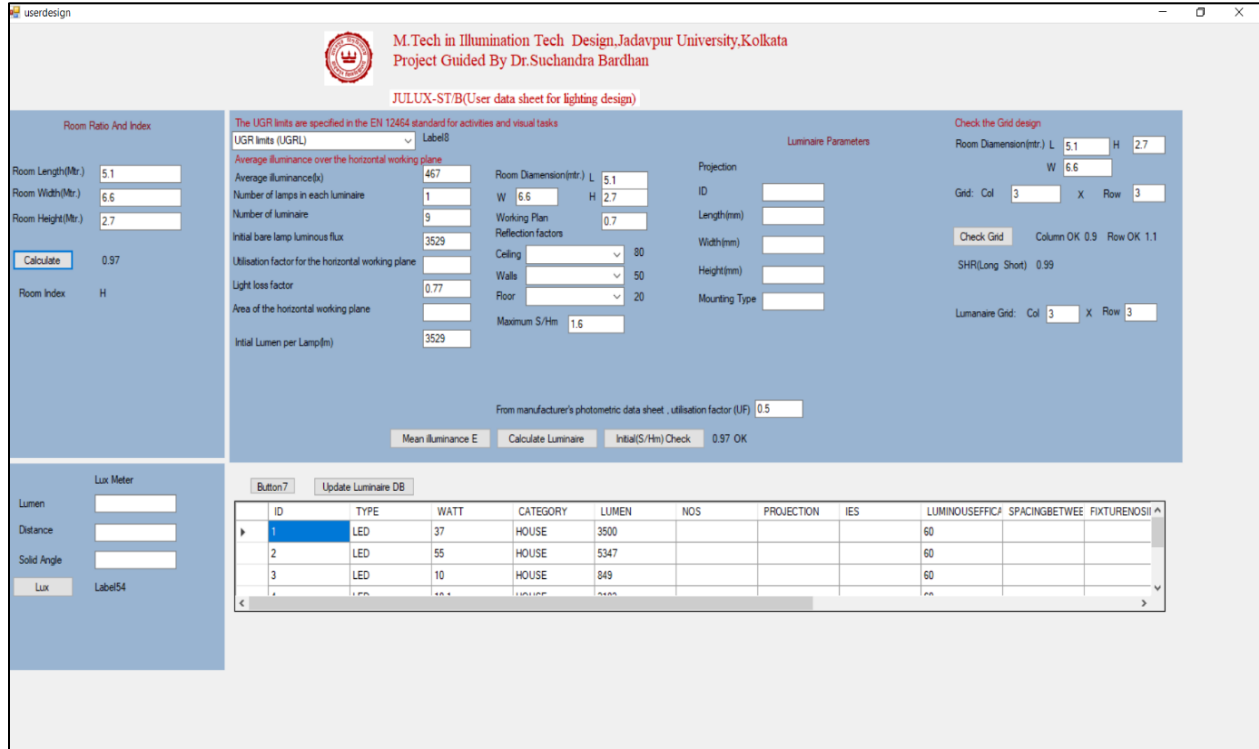 userdesign
M.Tech in Illumination Tech Design,Jadavpur University,Kolkata
Project Guided By Dr.Suchandra Bardhan
JULUX-ST/B(User data sheet for lighting design)
Room Ratio And Index
Room Length(Mtr.) 5.1
Room Width(Mtr.) 6.6
Room Height(Mtr.) 2.7
Calculate 0.97
Room Index H
The UGR limits are specified in the EN 12464 standard for activities and visual tasks
UGR limits (UGRL) Label8
Average illuminance over the horizontal working plane
Average illuminance(lx) 467
Number of lamps in each luminaire 1
Number of luminaire 9
Initial bare lamp luminous flux 3529
Utilisation factor for the horizontal working plane
Light loss factor 0.77
Area of the horizontal working plane
Intial Lumen per Lamp(lm) 3529
Room Diamension(mtr.) L 5.1
W 6.6 H 2.7
Working Plan 0.7
Reflection factors
Ceiling 80
Walls 50
Floor 20
Maximum S/Hm 1.6
Luminaire Parameters
Projection
ID
Length(mm)
Width(mm)
Height(mm)
Mounting Type
Check the Grid design
Room Diamension(mtr.) L 5.1 H 2.7
W 6.6
Grid: Col 3 X Row 3
Check Grid Column OK 0.9 Row OK 1.1
SHR(Long Short) 0.99
Lumanaire Grid: Col 3 X Row 3
From manufacturer's photometric data sheet , utilisation factor (UF) 0.5
Mean illuminance E Calculate Luminaire Initial(S/Hm) Check 0.97 OK
Lux Meter
Lumen
Distance
Solid Angle
Lux Label54
Button7 Update Luminaire DB
ID TYPE WATT CATEGORY LUMEN NOS PROJECTION IES LUMINOUSEFFICA SPACINGBETWEE FIXTURENOSII
1 LED 37 HOUSE 3500 60
2 LED 55 HOUSE 5347 60
3 LED 10 HOUSE 849 60